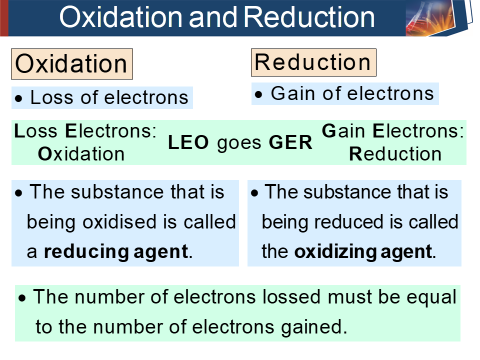 Oxidation and Reduction
Oxidation
• Loss of electrons
Reduction
• Gain of electrons
Loss Electrons:
Oxidation
LEO goes GER
Gain Electrons:
Reduction
• The substance that is
being oxidised is called
a reducing agent.
• The substance that is
being reduced is called
the oxidizing agent.
• The number of electrons lossed must be equal
to the number of electrons gained.